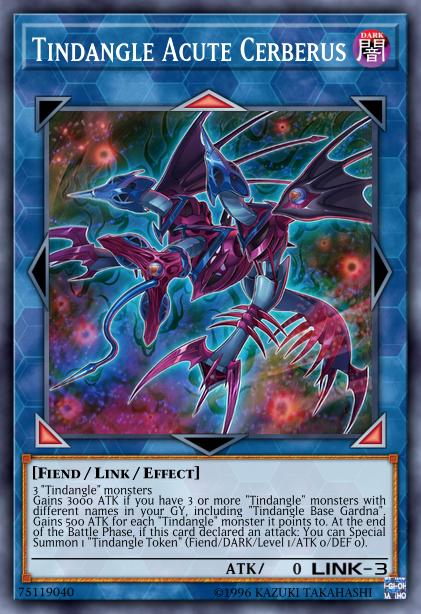 TINDANGLE ACUTE CERBERUS
DARK
闇
[FIEND / LINK / EFFECT]
3 "Tindangle" monsters
Gains 3000 ATK if you have 3 or more "Tindangle" monsters with
different names in your GY, including "Tindangle Base Gardna".
Gains 500 ATK for each "Tindangle" monster it points to. At the end
of the Battle Phase, if this card declared an attack: You can Special
Summon 1 "Tindangle Token" (Fiend/DARK/Level 1/ATK 0/DEF 0).
ATK/ 0 LINK-3
75119040 ©1996 KAZUKI TAKAHASHI